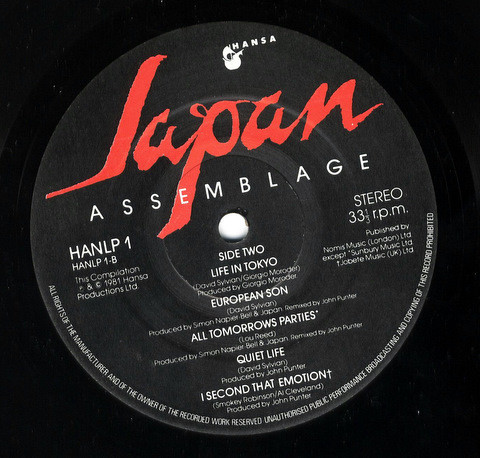 HANSA
Japan
ASSEMBLAGE
HANLP 1
HANLP 1-B
This Compilation
℗ & © 1981 Hansa
Productions Ltd
STEREO
33⅓ r.p.m.
Published by
Nomis Music (London) Ltd
except *Sunbury Music Ltd
†Jobete Music (UK) Ltd
SIDE TWO
LIFE IN TOKYO
(David Sylvian/Giorgio Moroder)
Produced by Giorgio Moroder
EUROPEAN SON
(David Sylvian)
Produced by Simon Napier Bell & Japan. Remixed by John Punter
ALL TOMORROWS PARTIES*
(Lou Reed)
Produced by Simon Napier Bell & Japan, Remixed by John Punter
QUIET LIFE
(David Sylvian)
Produced by John Punter
I SECOND THAT EMOTION†
(Smokey Robinson/Al Cleveland)
Produced by John Punter
ALL RIGHTS OF THE MANUFACTURER AND OF THE OWNER OF THE RECORDED WORK RESERVED UNAUTHORISED PUBLIC PERFORMANCE BROADCASTING AND COPYING OF THIS RECORD PROHIBITED